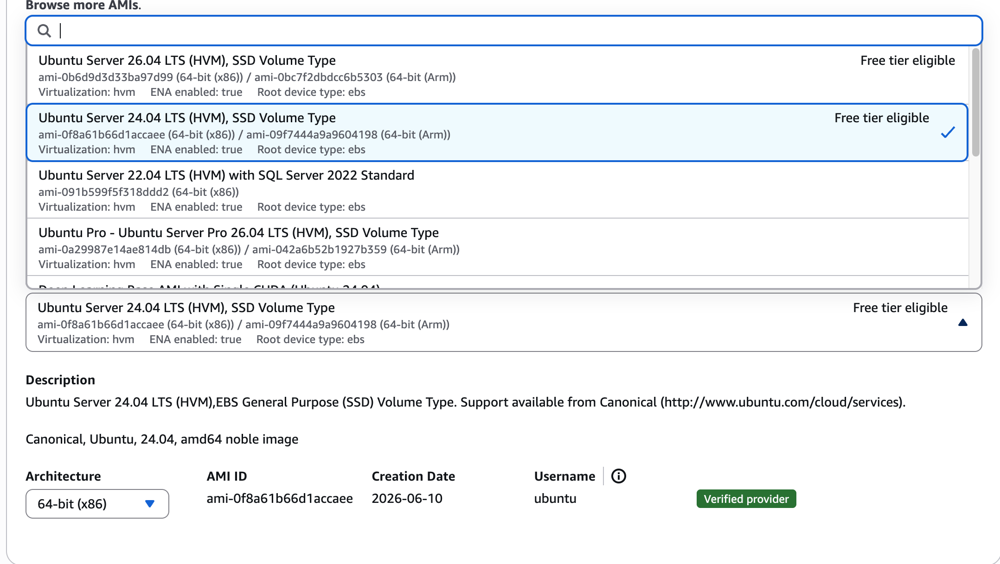 Browse more AMIs.
Ubuntu Server 26.04 LTS (HVM), SSD Volume Type
Free tier eligible
ami-0b6d9d3d33ba97d99 (64-bit (x86)) / ami-0bc7f2dbdcc6b5303 (64-bit (Arm))
Virtualization: hvm ENA enabled: true Root device type: ebs
Ubuntu Server 24.04 LTS (HVM), SSD Volume Type
Free tier eligible
ami-0f8a61b66d1accaee (64-bit (x86)) / ami-09f7444a9a9604198 (64-bit (Arm))
Virtualization: hvm ENA enabled: true Root device type: ebs
Ubuntu Server 22.04 LTS (HVM) with SQL Server 2022 Standard
ami-091b599f5f318ddd2 (64-bit (x86))
Virtualization: hvm ENA enabled: true Root device type: ebs
Ubuntu Pro - Ubuntu Server Pro 26.04 LTS (HVM), SSD Volume Type
ami-0a29987e14ae814db (64-bit (x86)) / ami-042a6b52b1927b359 (64-bit (Arm))
Virtualization: hvm ENA enabled: true Root device type: ebs
Deep Learning Base AMI with Single CUDA (Ubuntu 24.04)
Ubuntu Server 24.04 LTS (HVM), SSD Volume Type
Free tier eligible
ami-0f8a61b66d1accaee (64-bit (x86)) / ami-09f7444a9a9604198 (64-bit (Arm))
Virtualization: hvm ENA enabled: true Root device type: ebs
Description
Ubuntu Server 24.04 LTS (HVM),EBS General Purpose (SSD) Volume Type. Support available from Canonical (http://www.ubuntu.com/cloud/services).
Canonical, Ubuntu, 24.04, amd64 noble image
Architecture AMI ID Creation Date Username
64-bit (x86) ami-0f8a61b66d1accaee 2026-06-10 ubuntu Verified provider